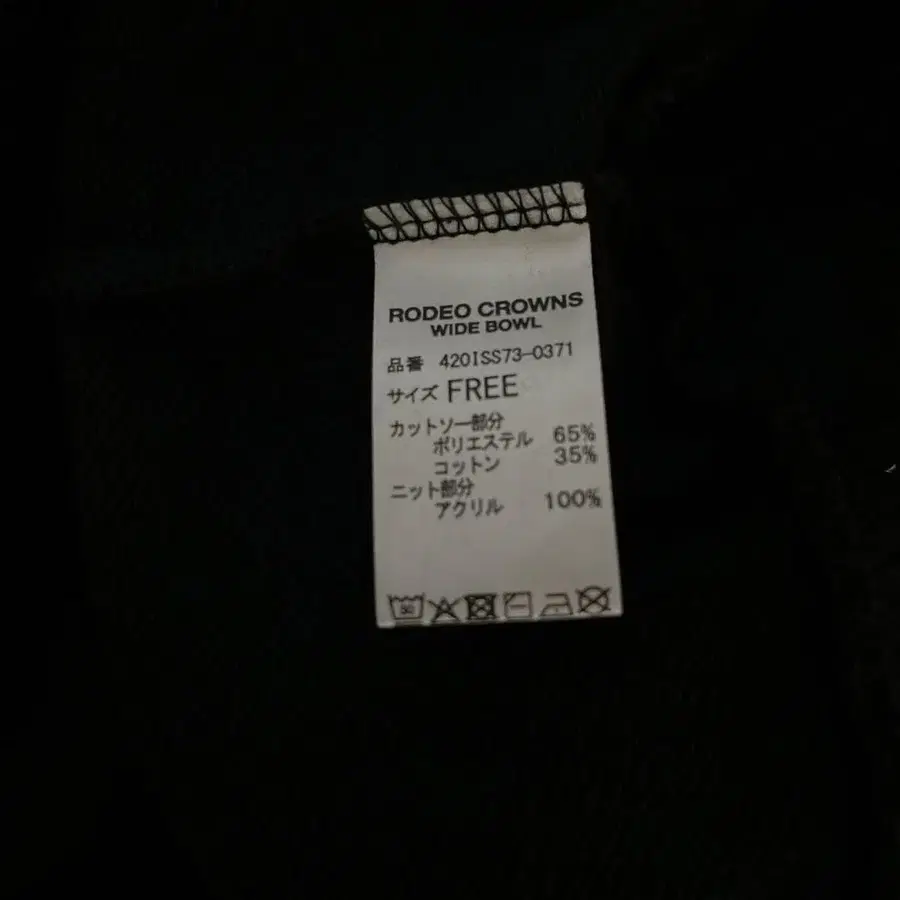 RODEO CROWNS
WIDE BOWL
品番 420ISS73-0371
サイズ FREE
カットソー部分
ポリエステル 65%
コットン 35%
ニット部分
アクリル 100%
30